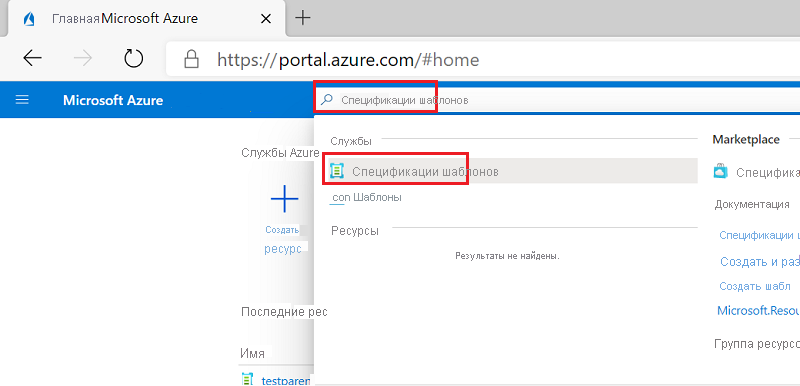 Главная Microsoft Azure
https://portal.azure.com/#home
Microsoft Azure
Спецификации шаблонов
Службы
Marketplace
Службы Azure
Спецификации шаблонов
Специфика
con Шаблоны
Документация
Создать
ресурс
Ресурсы
Спецификации ш
Результаты не найдены.
Создать и раз
Создать шабл
Последние рес
Microsoft.Resou
Имя
Группа ресурсо
testparen